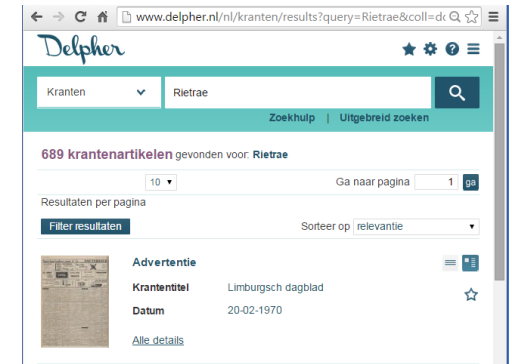 www.delpher.nl/nl/kranten/results?query=Rietrae&coll=dd
Delpher
Kranten
Rietrae
Zoekhulp | Uitgebreid zoeken
689 krantenartikelen gevonden voor: Rietrae
10 Ga naar pagina 1 ga
Resultaten per pagina
Filter resultaten Sorteer op relevantie
Advertentie
Krantentitel Limburgsch dagblad
Datum 20-02-1970
Alle details